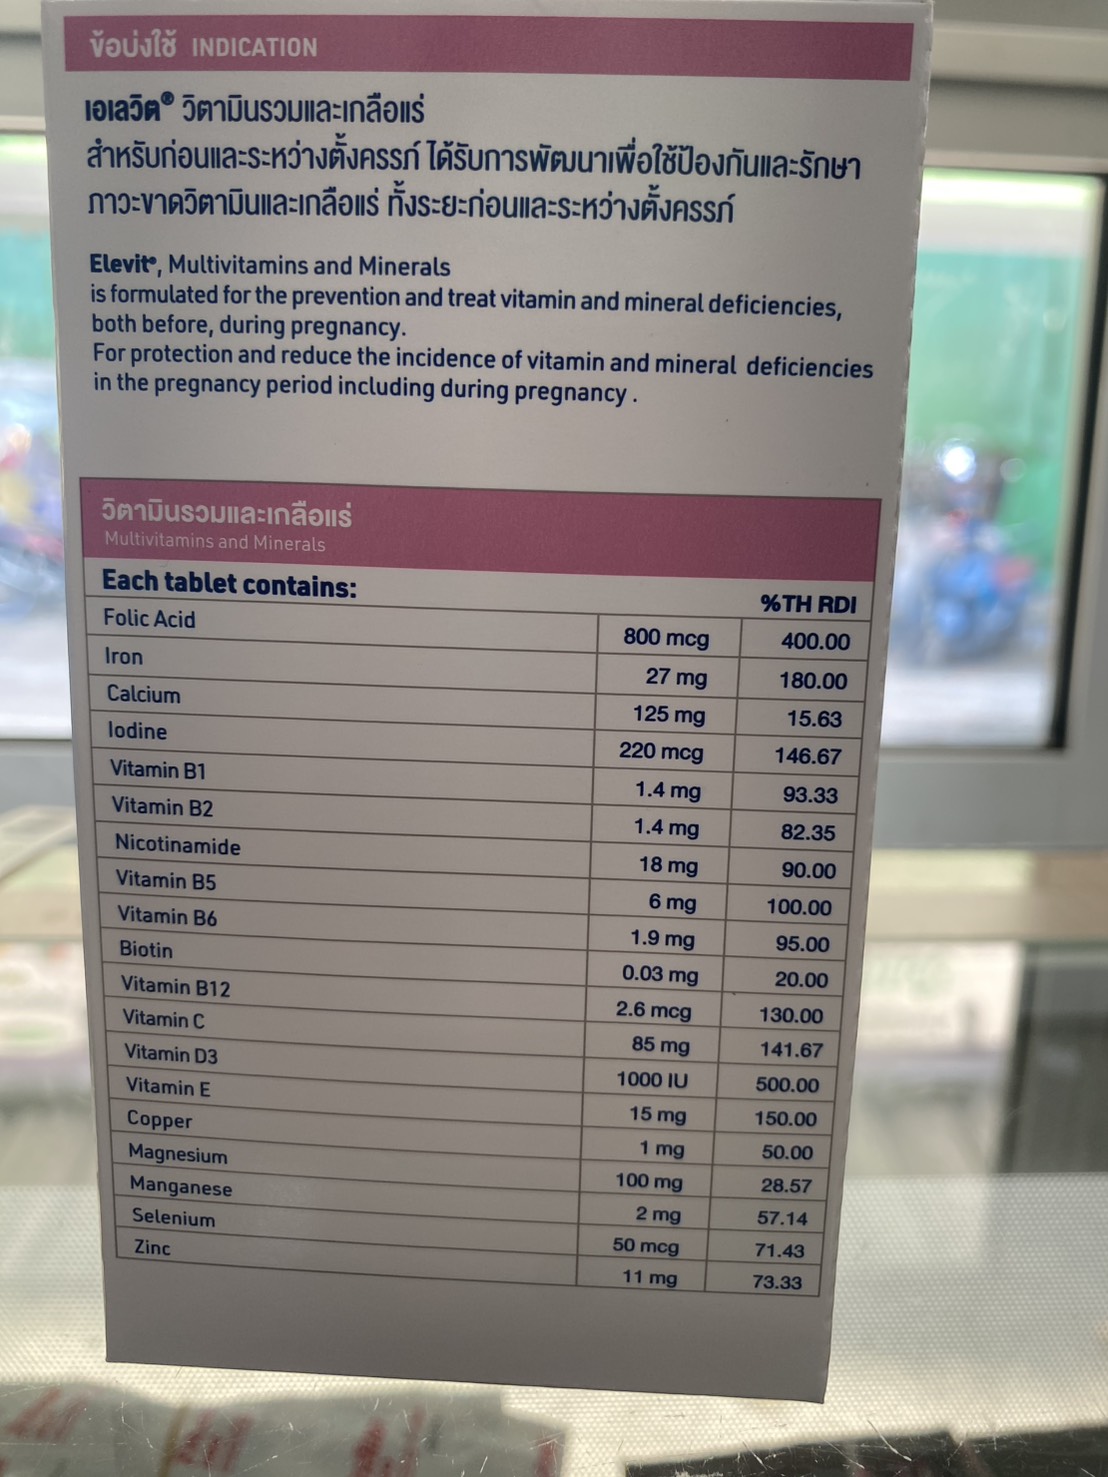 ข้อบ่งใช้ INDICATION
เอเลวิต® วิตามินรวมและเกลือแร่
สำหรับก่อนและระหว่างตั้งครรภ์ ได้รับการพัฒนาเพื่อใช้ป้องกันและรักษา
ภาวะขาดวิตามินและเกลือแร่ ทั้งระยะก่อนและระหว่างตั้งครรภ์
Elevit®, Multivitamins and Minerals
is formulated for the prevention and treat vitamin and mineral deficiencies,
both before, during pregnancy.
For protection and reduce the incidence of vitamin and mineral deficiencies
in the pregnancy period including during pregnancy .
วิตามินรวมและเกลือแร่
Multivitamins and Minerals
Each tablet contains: %TH RDI
Folic Acid 800 mcg 400.00
Iron 27 mg 180.00
Calcium 125 mg 15.63
Iodine 220 mcg 146.67
Vitamin B1 1.4 mg 93.33
Vitamin B2 1.4 mg 82.35
Nicotinamide 18 mg 90.00
Vitamin B5 6 mg 100.00
Vitamin B6 1.9 mg 95.00
Biotin 0.03 mg 20.00
Vitamin B12 2.6 mcg 130.00
Vitamin C 85 mg 141.67
Vitamin D3 1000 IU 500.00
Vitamin E 15 mg 150.00
Copper 1 mg 50.00
Magnesium 100 mg 28.57
Manganese 2 mg 57.14
Selenium 50 mcg 71.43
Zinc 11 mg 73.33